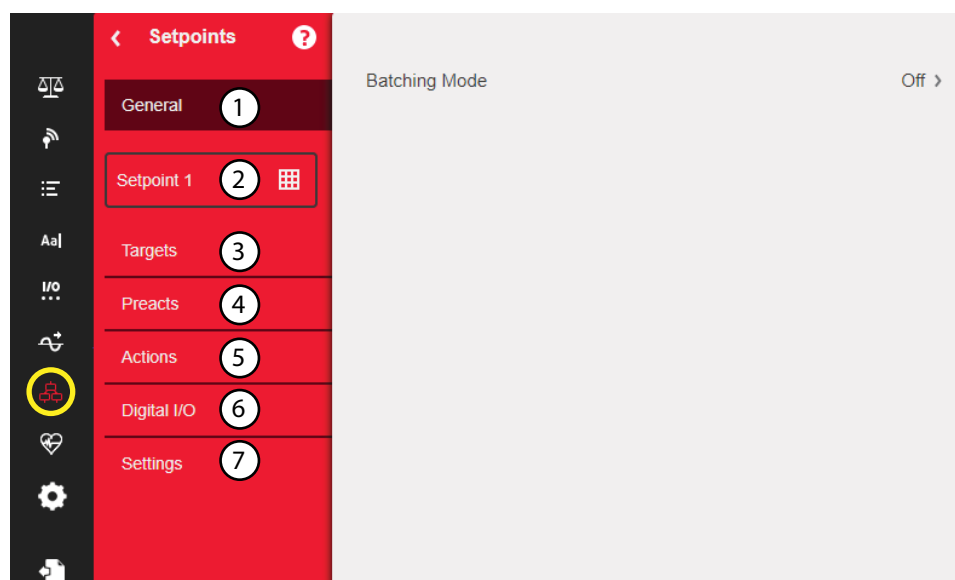 Setpoints ?
Batching Mode Off
General 1
Setpoint 1 2
Aa
Targets 3
I/O
Preacts 4
Actions 5
Digital I/O 6
Settings 7